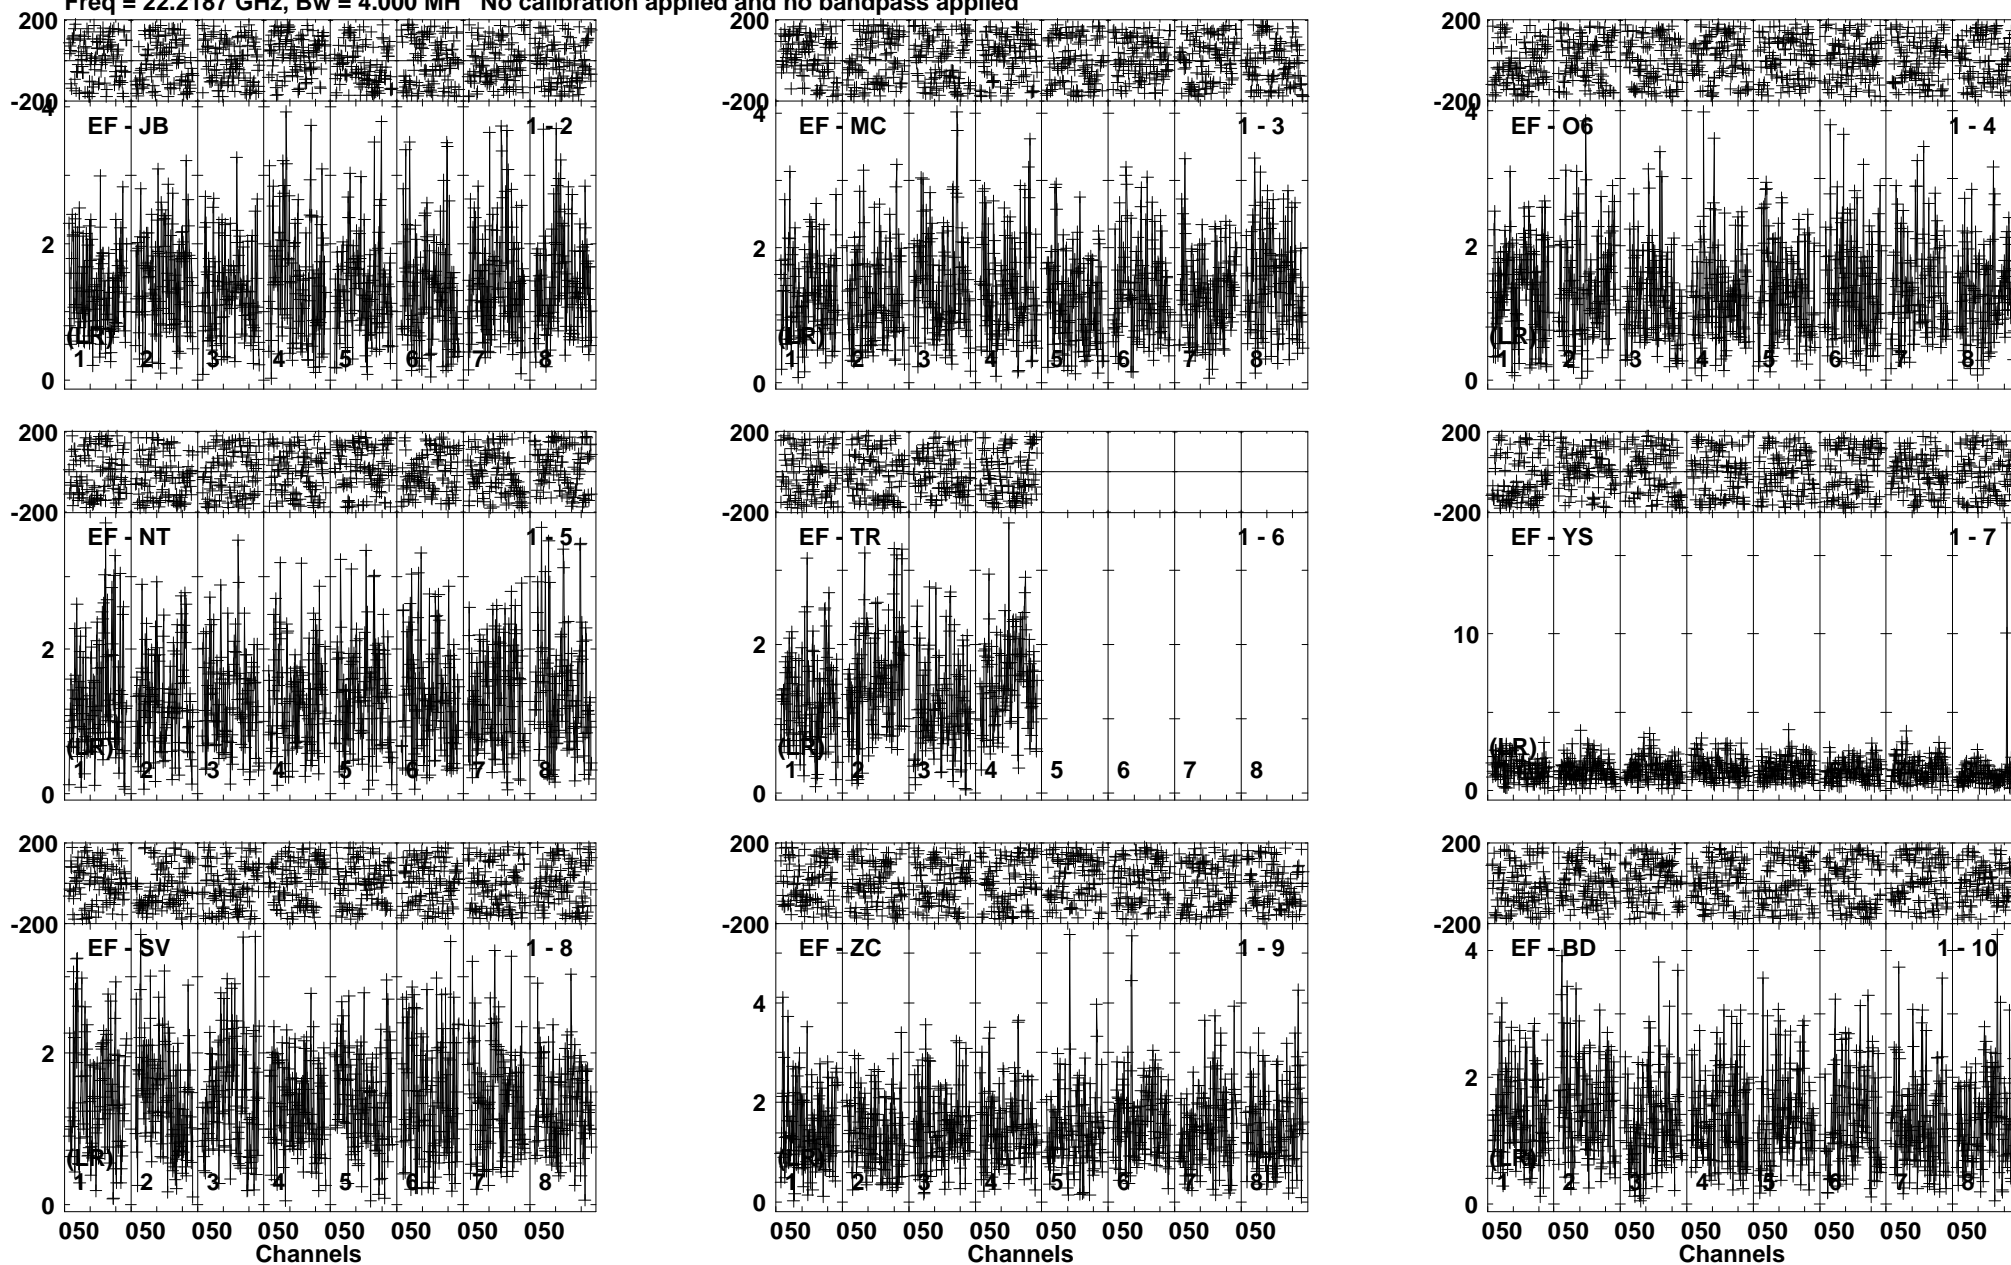 Freq = 22.2187 GHz, Bw = 4.000 MH   No calibration applied and no bandpass applied
200 200 200
-200 -200 -200
4 4 4
EF - JB 1 - 2 EF - MC 1 - 3 EF - O6 1 - 4
2 2 2
(LR) (LR) (LR)
1 2 3 4 5 6 7 8 1 2 3 4 5 6 7 8 1 2 3 4 5 6 7 8
0 0 0
200 200 200
-200 -200 -200
EF - NT 1 - 5 EF - TR 1 - 6 EF - YS 1 - 7
2 2 10
(LR) (LR) (LR)
1 2 3 4 5 6 7 8 1 2 3 4 5 6 7 8
0 0 0
200 200 200
-200 -200 -200
EF - SV 1 - 8 EF - ZC 1 - 9 EF - BD 1 - 10
4 4
2 2 2
(LR) (LR) (LR)
1 2 3 4 5 6 7 8 1 2 3 4 5 6 7 8 1 2 3 4 5 6 7 8
0 0 0
050 050 050 050 050 050 050 050 050 050 050 050 050 050 050 050 050 050 050 050 050 050 050 050
Channels Channels Channels